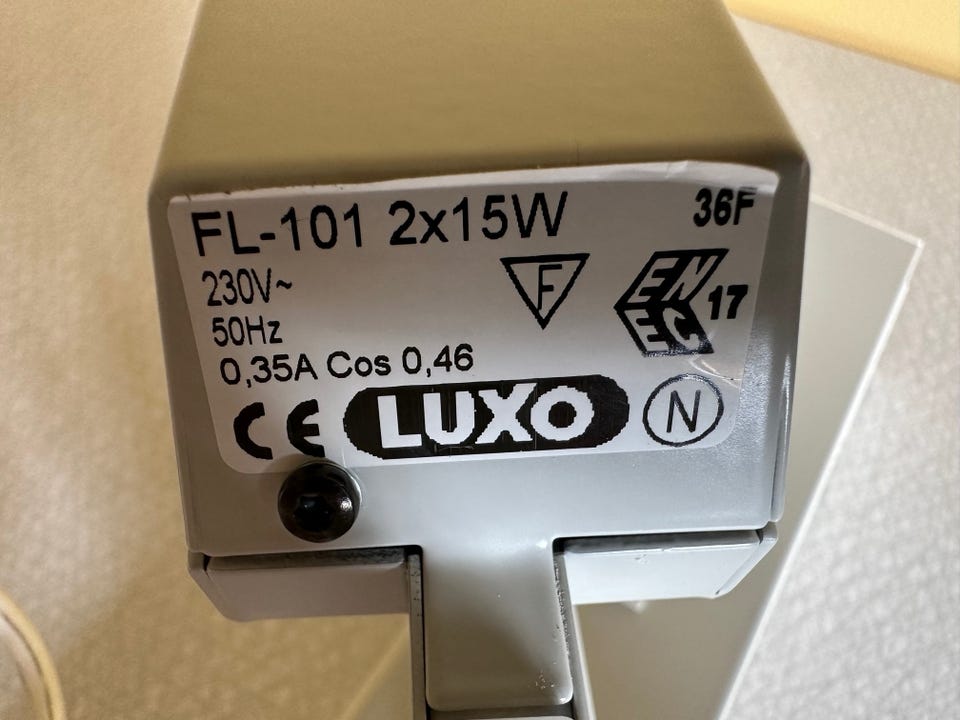 FL-101 2x15W
36F
230V~
F
EN
EC
17
50Hz
0,35A Cos 0,46
CE
LUXO
N